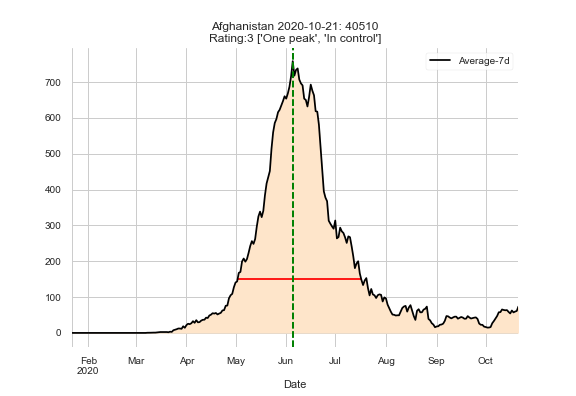 Afghanistan 2020-10-21: 40510
Rating:3 ['One peak', 'In control']
Average-7d
700
600
500
400
300
200
100
0
Feb Mar Apr May Jun Jul Aug Sep Oct
2020
Date